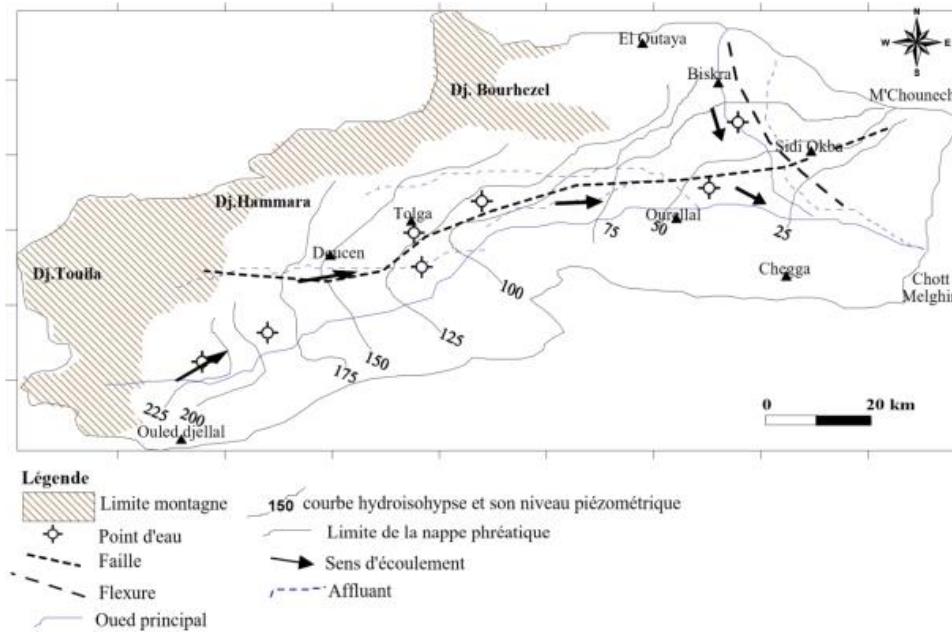 N
W E
S
El Outaya
Biskra
M'Chounech
Dj. Bourhezel
Sidi Okba
Dj.Hammara
Tolga
Ourallal
75
50
25
Doucen
Dj.Touila
Chegga
Chott
Melghir
100
125
150
175
225
200
Ouled djellal
0 20 km
Légende
Limite montagne
150 courbe hydroisohypse et son niveau piézométrique
Point d'eau
Limite de la nappe phréatique
Faille
Sens d'écoulement
Flexure
Affluant
Oued principal